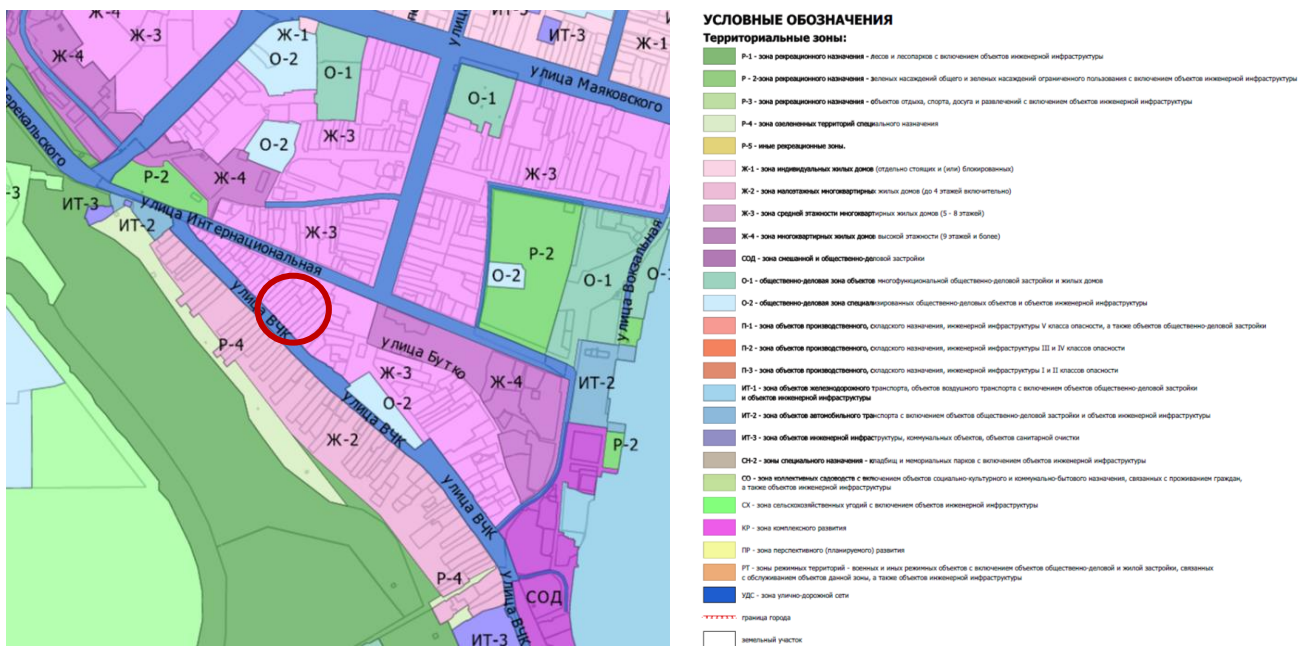 Ж-4
Ж-3
Ж-4
Ж-1
О-2
О-1
ИТ-3
Ж-1
улица Маяковского
О-1
Ж-3
О-2
Ж-3
Р-2
Ж-4
ИТ-3
ИТ-2
улица Интернациональная
Ж-3
Р-2
О-2
О-1
улица Вокзальная
О-
улица ВЧК
Р-4
улица Бутко
Ж-3
Ж-4
О-2
ИТ-2
Ж-2
улица ВЧК
Р-2
улица ВЧК
Р-4
улица ВЧК
СОД
ИТ-3
УСЛОВНЫЕ ОБОЗНАЧЕНИЯ
Территориальные зоны:
Р-1 - зона рекреационного назначения - лесов и лесопарков с включением объектов инженерной инфраструктуры
Р - 2-зона рекреационного назначения - зеленых насаждений общего и зеленых насаждений ограниченного пользования с включением объектов инженерной инфраструктуры
Р-3 - зона рекреационного назначения - объектов отдыха, спорта, досуга и развлечений с включением объектов инженерной инфраструктуры
Р-4 - зона озелененных территорий специального назначения
Р-5 - иные рекреационные зоны.
Ж-1 - зона индивидуальных жилых домов (отдельно стоящих и (или) блокированных)
Ж-2 - зона малоэтажных многоквартирных жилых домов (до 4 этажей включительно)
Ж-3 - зона средней этажности многоквартирных жилых домов (5 - 8 этажей)
Ж-4 - зона многоквартирных жилых домов высокой этажности (9 этажей и более)
СОД - зона смешанной и общественно-деловой застройки
О-1 - общественно-деловая зона объектов многофункциональной общественно-деловой застройки и жилых домов
О-2 - общественно-деловая зона специализированных общественно-деловых объектов и объектов инженерной инфраструктуры
П-1 - зона объектов производственного, складского назначения, инженерной инфраструктуры V класса опасности, а также объектов общественно-деловой застройки
П-2 - зона объектов производственного, складского назначения, инженерной инфраструктуры III и IV классов опасности
П-3 - зона объектов производственного, складского назначения, инженерной инфраструктуры I и II классов опасности
ИТ-1 - зона объектов железнодорожного транспорта, объектов воздушного транспорта с включением объектов общественно-деловой застройки
и объектов инженерной инфраструктуры
ИТ-2 - зона объектов автомобильного транспорта с включением объектов общественно-деловой застройки и объектов инженерной инфраструктуры
ИТ-3 - зона объектов инженерной инфраструктуры, коммунальных объектов, объектов санитарной очистки
СН-2 - зоны специального назначения - кладбищ и мемориальных парков с включением объектов инженерной инфраструктуры
СО - зона коллективных садоводств с включением объектов социально-культурного и коммунально-бытового назначения, связанных с проживанием граждан,
а также объектов инженерной инфраструктуры
СХ - зона сельскохозяйственных угодий с включением объектов инженерной инфраструктуры
КР - зона комплексного развития
ПР - зона перспективного (планируемого) развития
РТ - зоны режимных территорий - военных и иных режимных объектов с включением объектов общественно-деловой и жилой застройки, связанных
с обслуживанием объектов данной зоны, а также объектов инженерной инфраструктуры
УДС - зона улично-дорожной сети
граница города
земельный участок